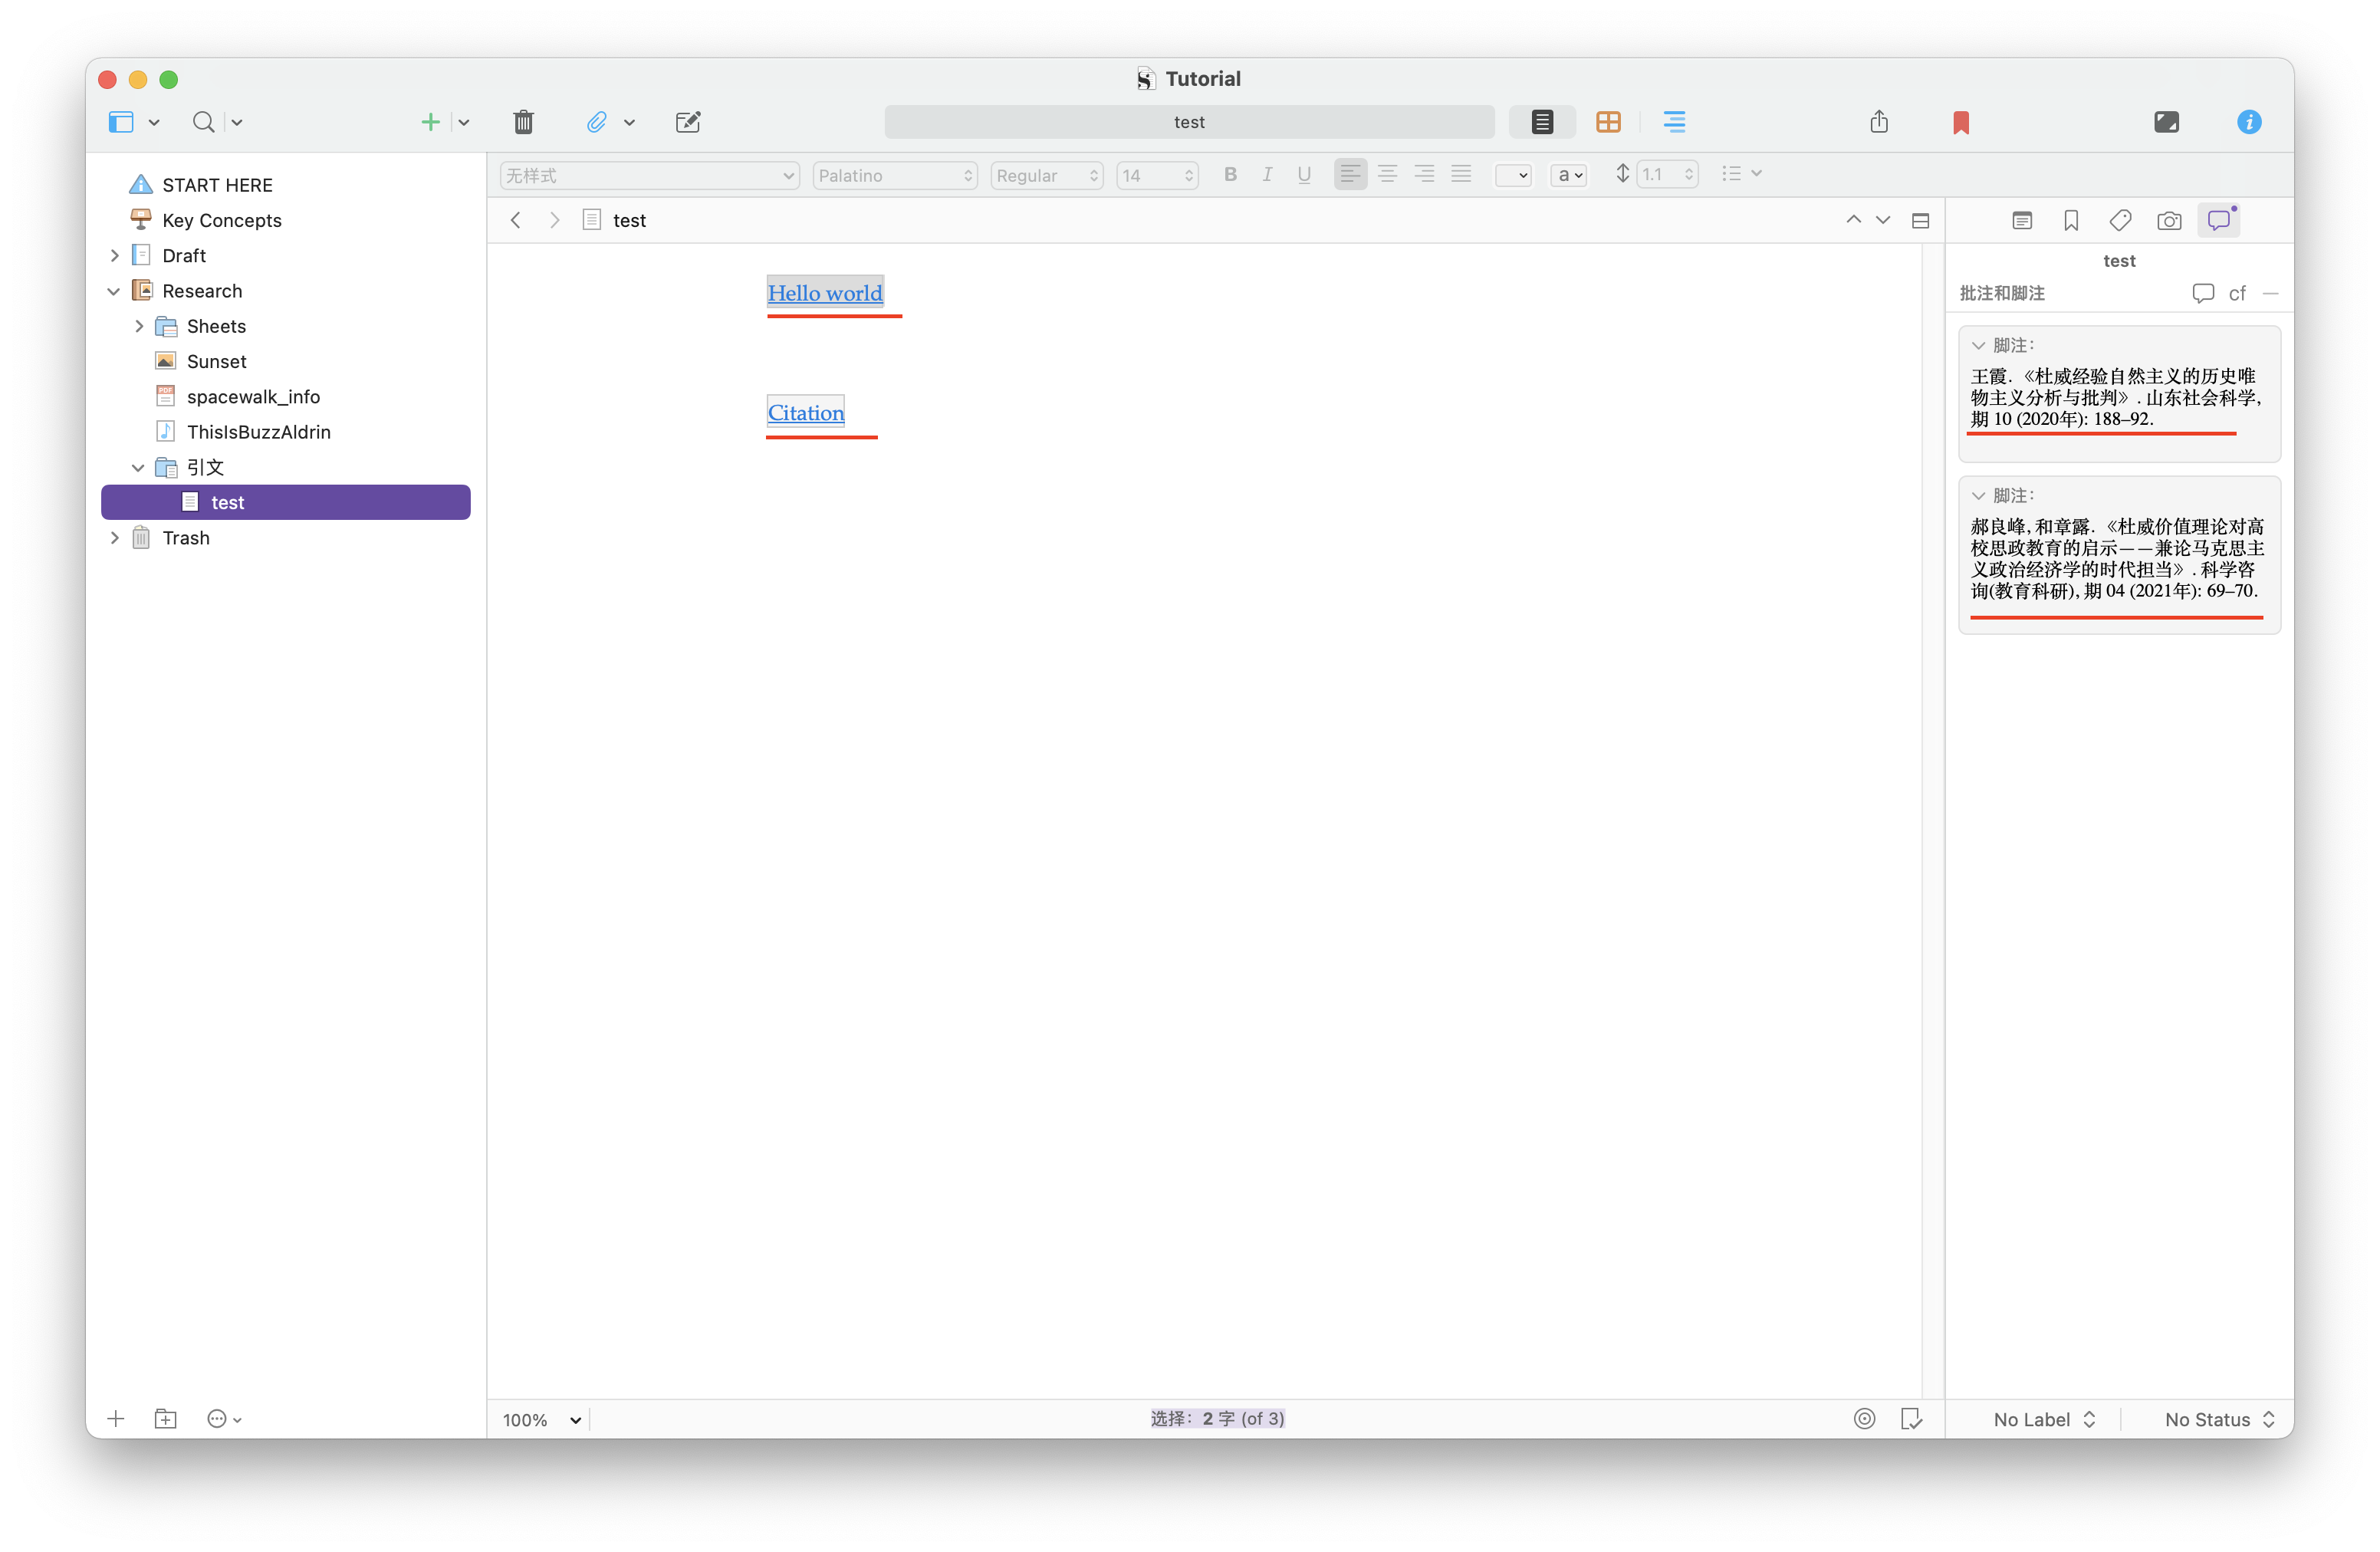 Tutorial
test
START HERE
Key Concepts
Draft
Research
Sheets
Sunset
PDF
spacewalk_info
ThisIsBuzzAldrin
引文
test
Trash
无样式 Palatino Regular 14 B I U a 1.1
test
Hello world
Citation
test
批注和脚注 cf
脚注:
王霞. 《杜威经验自然主义的历史唯
物主义分析与批判》. 山东社会科学,
期 10 (2020年): 188–92.
脚注:
郝良峰, 和章露. 《杜威价值理论对高
校思政教育的启示——兼论马克思主
义政治经济学的时代担当》. 科学咨
询(教育科研), 期 04 (2021年): 69–70.
100%
选择: 2 字 (of 3)
No Label No Status